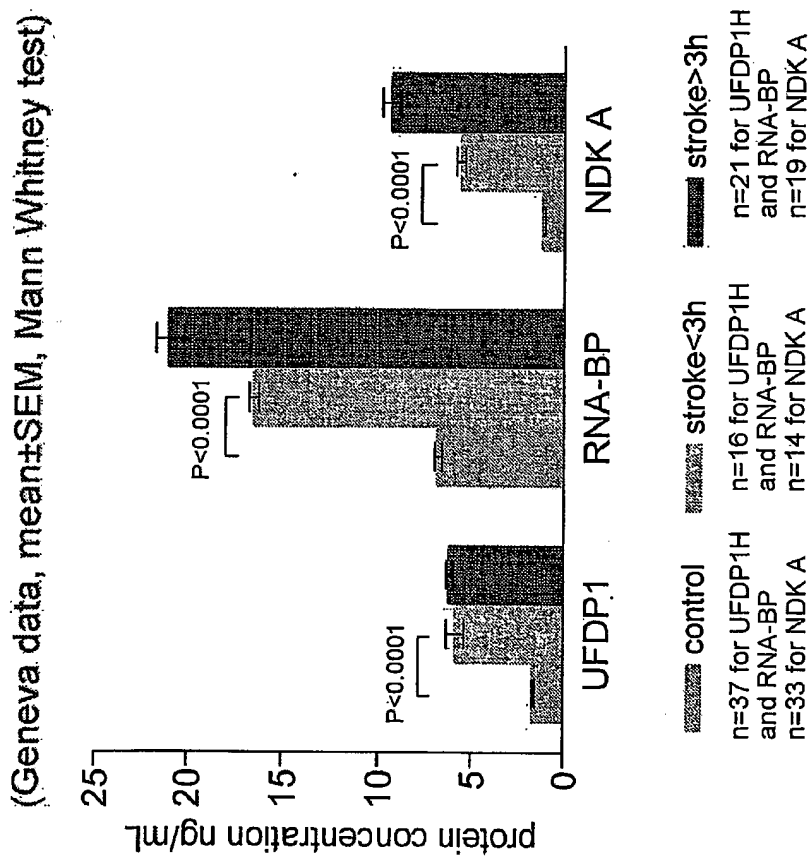 (Geneva data, mean±SEM, Mann Whitney test)
protein concentration ng/mL
25
20
15
10
5
0
P<0.0001
P<0.0001
P<0.0001
UFDP1
RNA-BP
NDK A
control
n=37 for UFDP1H
and RNA-BP
n=33 for NDK A
stroke<3h
n=16 for UFDP1H
and RNA-BP
n=14 for NDK A
stroke>3h
n=21 for UFDP1H
and RNA-BP
n=19 for NDK A